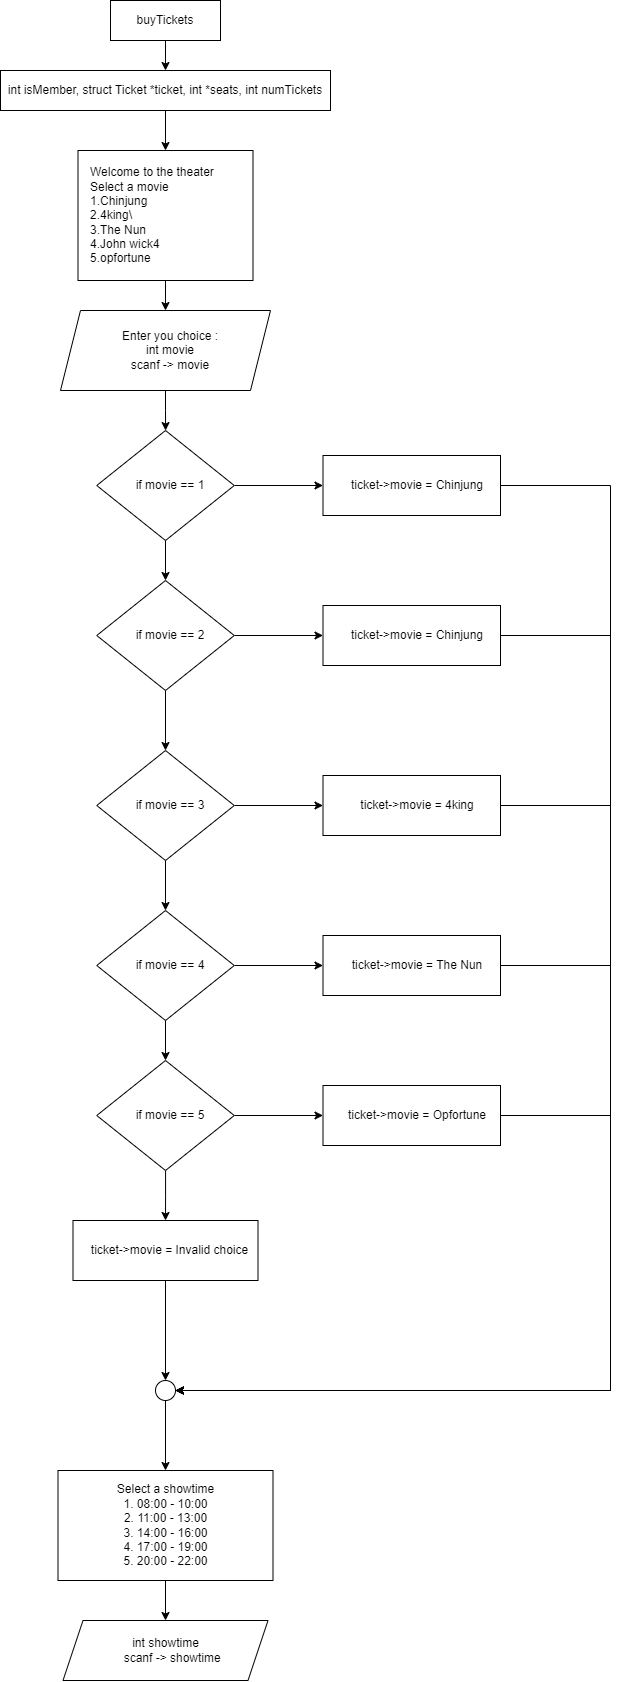 buyTickets
int isMember, struct Ticket *ticket, int *seats, int numTickets
Welcome to the theater
Select a movie
1.Chinjung
2.4king\
3.The Nun
4.John wick4
5.opfortune
Enter you choice :
int movie
scanf -> movie
if movie == 1
ticket->movie = Chinjung
if movie == 2
ticket->movie = Chinjung
if movie == 3
ticket->movie = 4king
if movie == 4
ticket->movie = The Nun
if movie == 5
ticket->movie = Opfortune
ticket->movie = Invalid choice
Select a showtime
1. 08:00 - 10:00
2. 11:00 - 13:00
3. 14:00 - 16:00
4. 17:00 - 19:00
5. 20:00 - 22:00
int showtime
scanf -> showtime